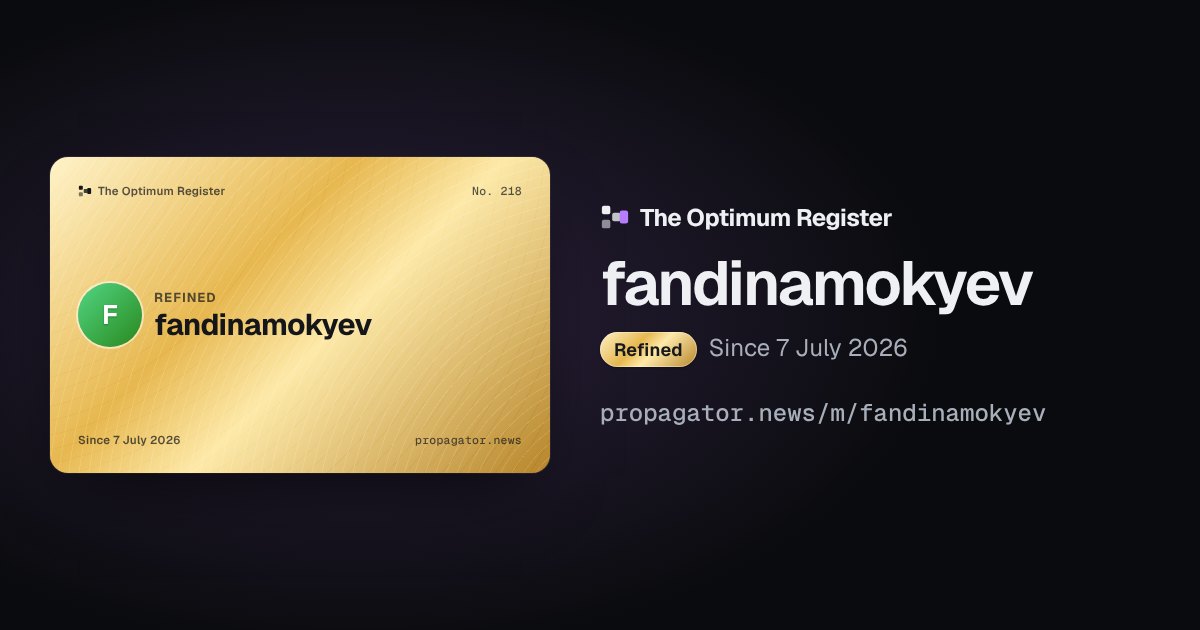 The Optimum Register
No. 218
F
REFINED
fandinamokyev
Since 7 July 2026
propagator.news
The Optimum Register
fandinamokyev
Refined
Since 7 July 2026
propagator.news/m/fandinamokyev